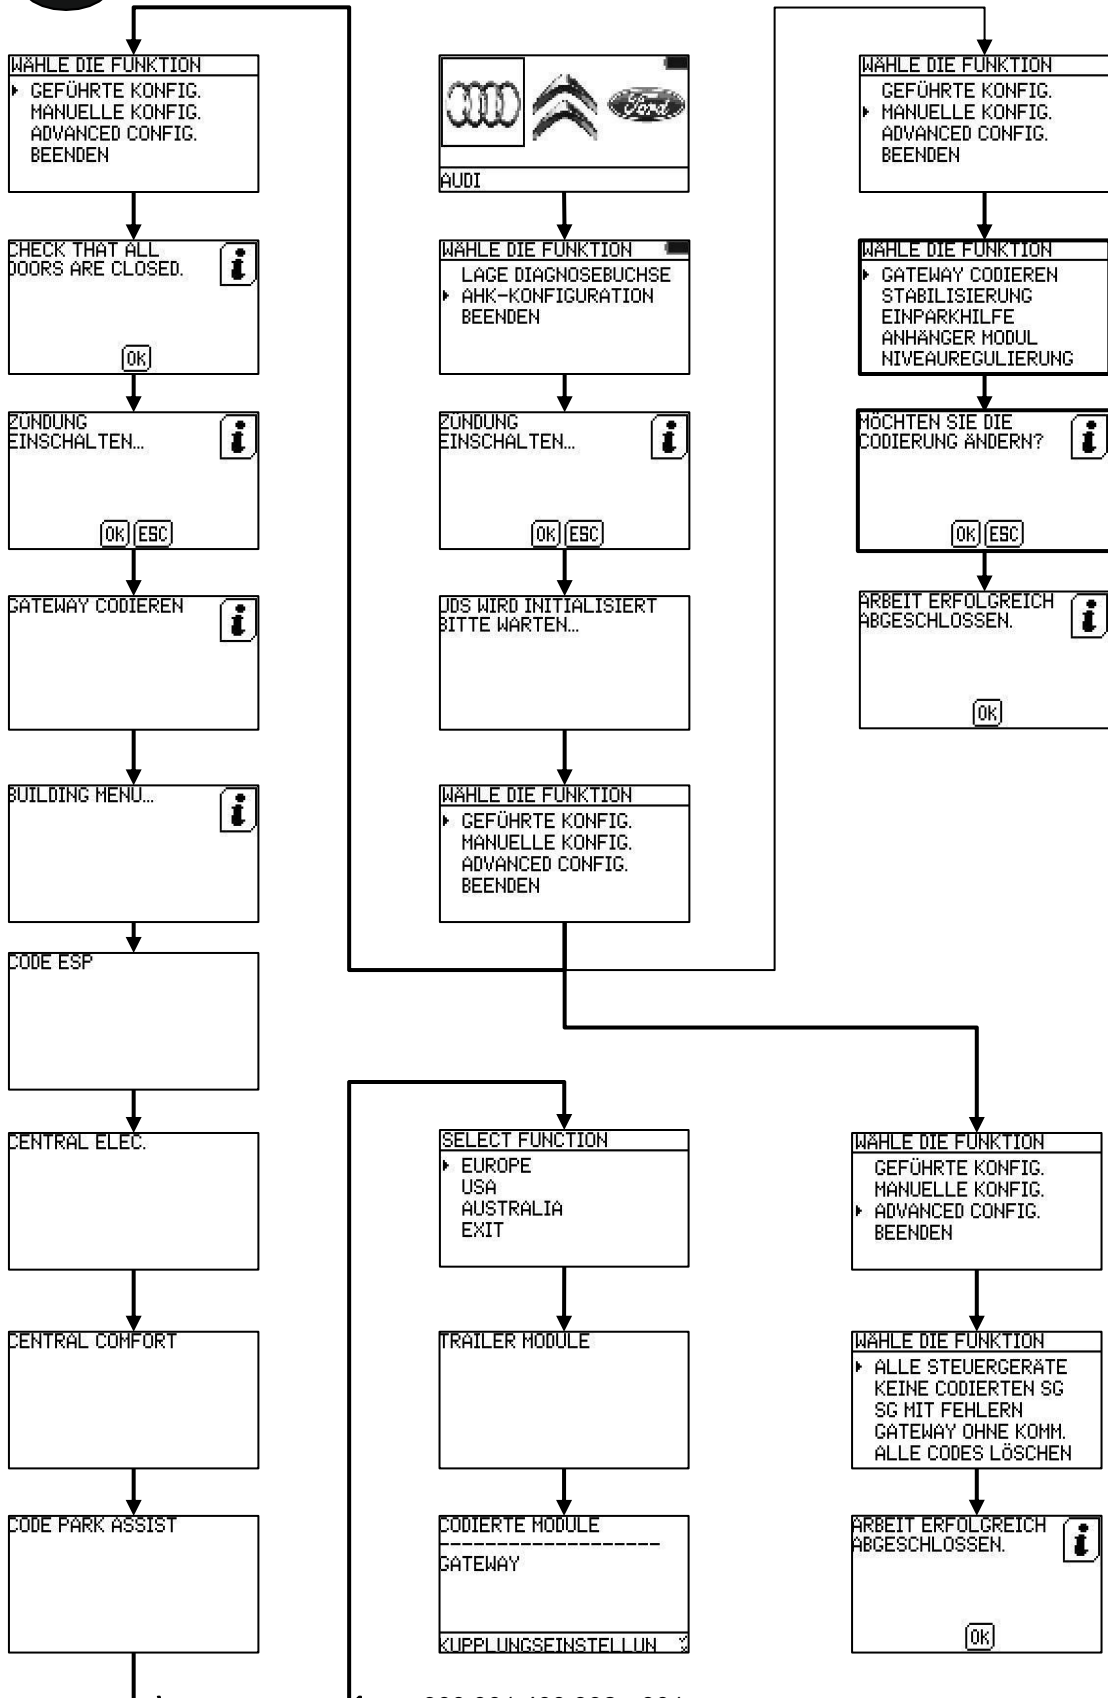 WÄHLE DIE FUNKTION
GEFÜHRTE KONFIG.
MANUELLE KONFIG.
ADVANCED CONFIG.
BEENDEN
CHECK THAT ALL
DOORS ARE CLOSED.
OK
ZÜNDUNG
EINSCHALTEN...
OK ESC
GATEWAY CODIEREN
BUILDING MENU...
CODE ESP
CENTRAL ELEC.
CENTRAL COMFORT
CODE PARK ASSIST
Ford
AUDI
WÄHLE DIE FUNKTION
LAGE DIAGNOSEBUCHSE
AHK-KONFIGURATION
BEENDEN
ZÜNDUNG
EINSCHALTEN...
OK ESC
UDS WIRD INITIALISIERT
BITTE WARTEN...
WÄHLE DIE FUNKTION
GEFÜHRTE KONFIG.
MANUELLE KONFIG.
ADVANCED CONFIG.
BEENDEN
SELECT FUNCTION
EUROPE
USA
AUSTRALIA
EXIT
TRAILER MODULE
CODIERTE MODULE
-------------------
GATEWAY
KUPPLUNGSEINSTELLUN
WÄHLE DIE FUNKTION
GEFÜHRTE KONFIG.
MANUELLE KONFIG.
ADVANCED CONFIG.
BEENDEN
WÄHLE DIE FUNKTION
GATEWAY CODIEREN
STABILISIERUNG
EINPARKHILFE
ANHÄNGER MODUL
NIVEAUREGULIERUNG
MÖCHTEN SIE DIE
CODIERUNG ÄNDERN?
OK ESC
ARBEIT ERFOLGREICH
ABGESCHLOSSEN.
OK
WÄHLE DIE FUNKTION
GEFÜHRTE KONFIG.
MANUELLE KONFIG.
ADVANCED CONFIG.
BEENDEN
WÄHLE DIE FUNKTION
ALLE STEUERGERÄTE
KEINE CODIERTEN SG
SG MIT FEHLERN
GATEWAY OHNE KOMM.
ALLE CODES LÖSCHEN
ARBEIT ERFOLGREICH
ABGESCHLOSSEN.
OK